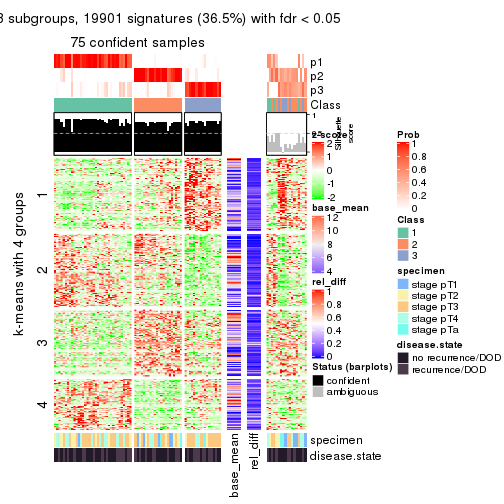 3 subgroups, 19901 signatures (36.5%) with fdr < 0.05
75 confident samples
p1
p2
p3
Class
1
Silhouette
score
k-means with 4 groups
1
2
3
4
base_mean
rel_diff
specimen
disease.state
z-score
2
1
0
-1
-2
base_mean
12
10
8
6
4
rel_diff
1
0.8
0.6
0.4
0.2
0
Status (barplots)
confident
ambiguous
Prob
1
0.8
0.6
0.4
0.2
0
Class
1
2
3
specimen
stage pT1
stage pT2
stage pT3
stage pT4
stage pTa
disease.state
no recurrence/DOD
recurrence/DOD